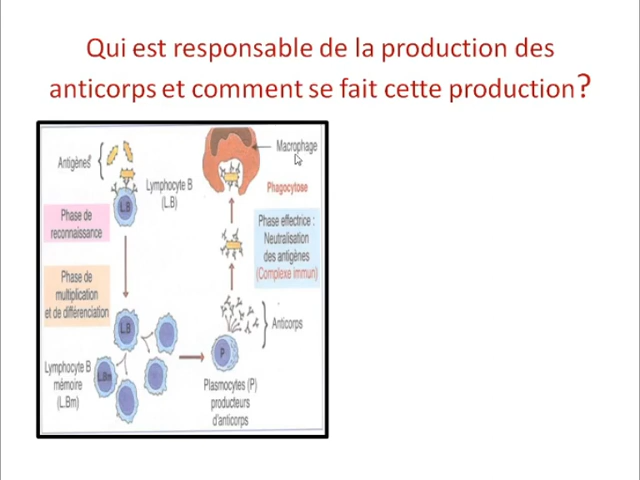 Qui est responsable de la production des
anticorps et comment se fait cette production?
Antigènes
Lymphocyte B
(L.B)
L.B
Phase de
reconnaissance
Phase de
multiplication
et de différenciation
L.B
L.Bm
Lymphocyte B
mémoire
(L.Bm)
Macrophage
Phagocytose
Phase effectrice :
Neutralisation
des antigènes
(Complexe immun)
Anticorps
P
Plasmocytes (P)
producteurs
d'anticorps